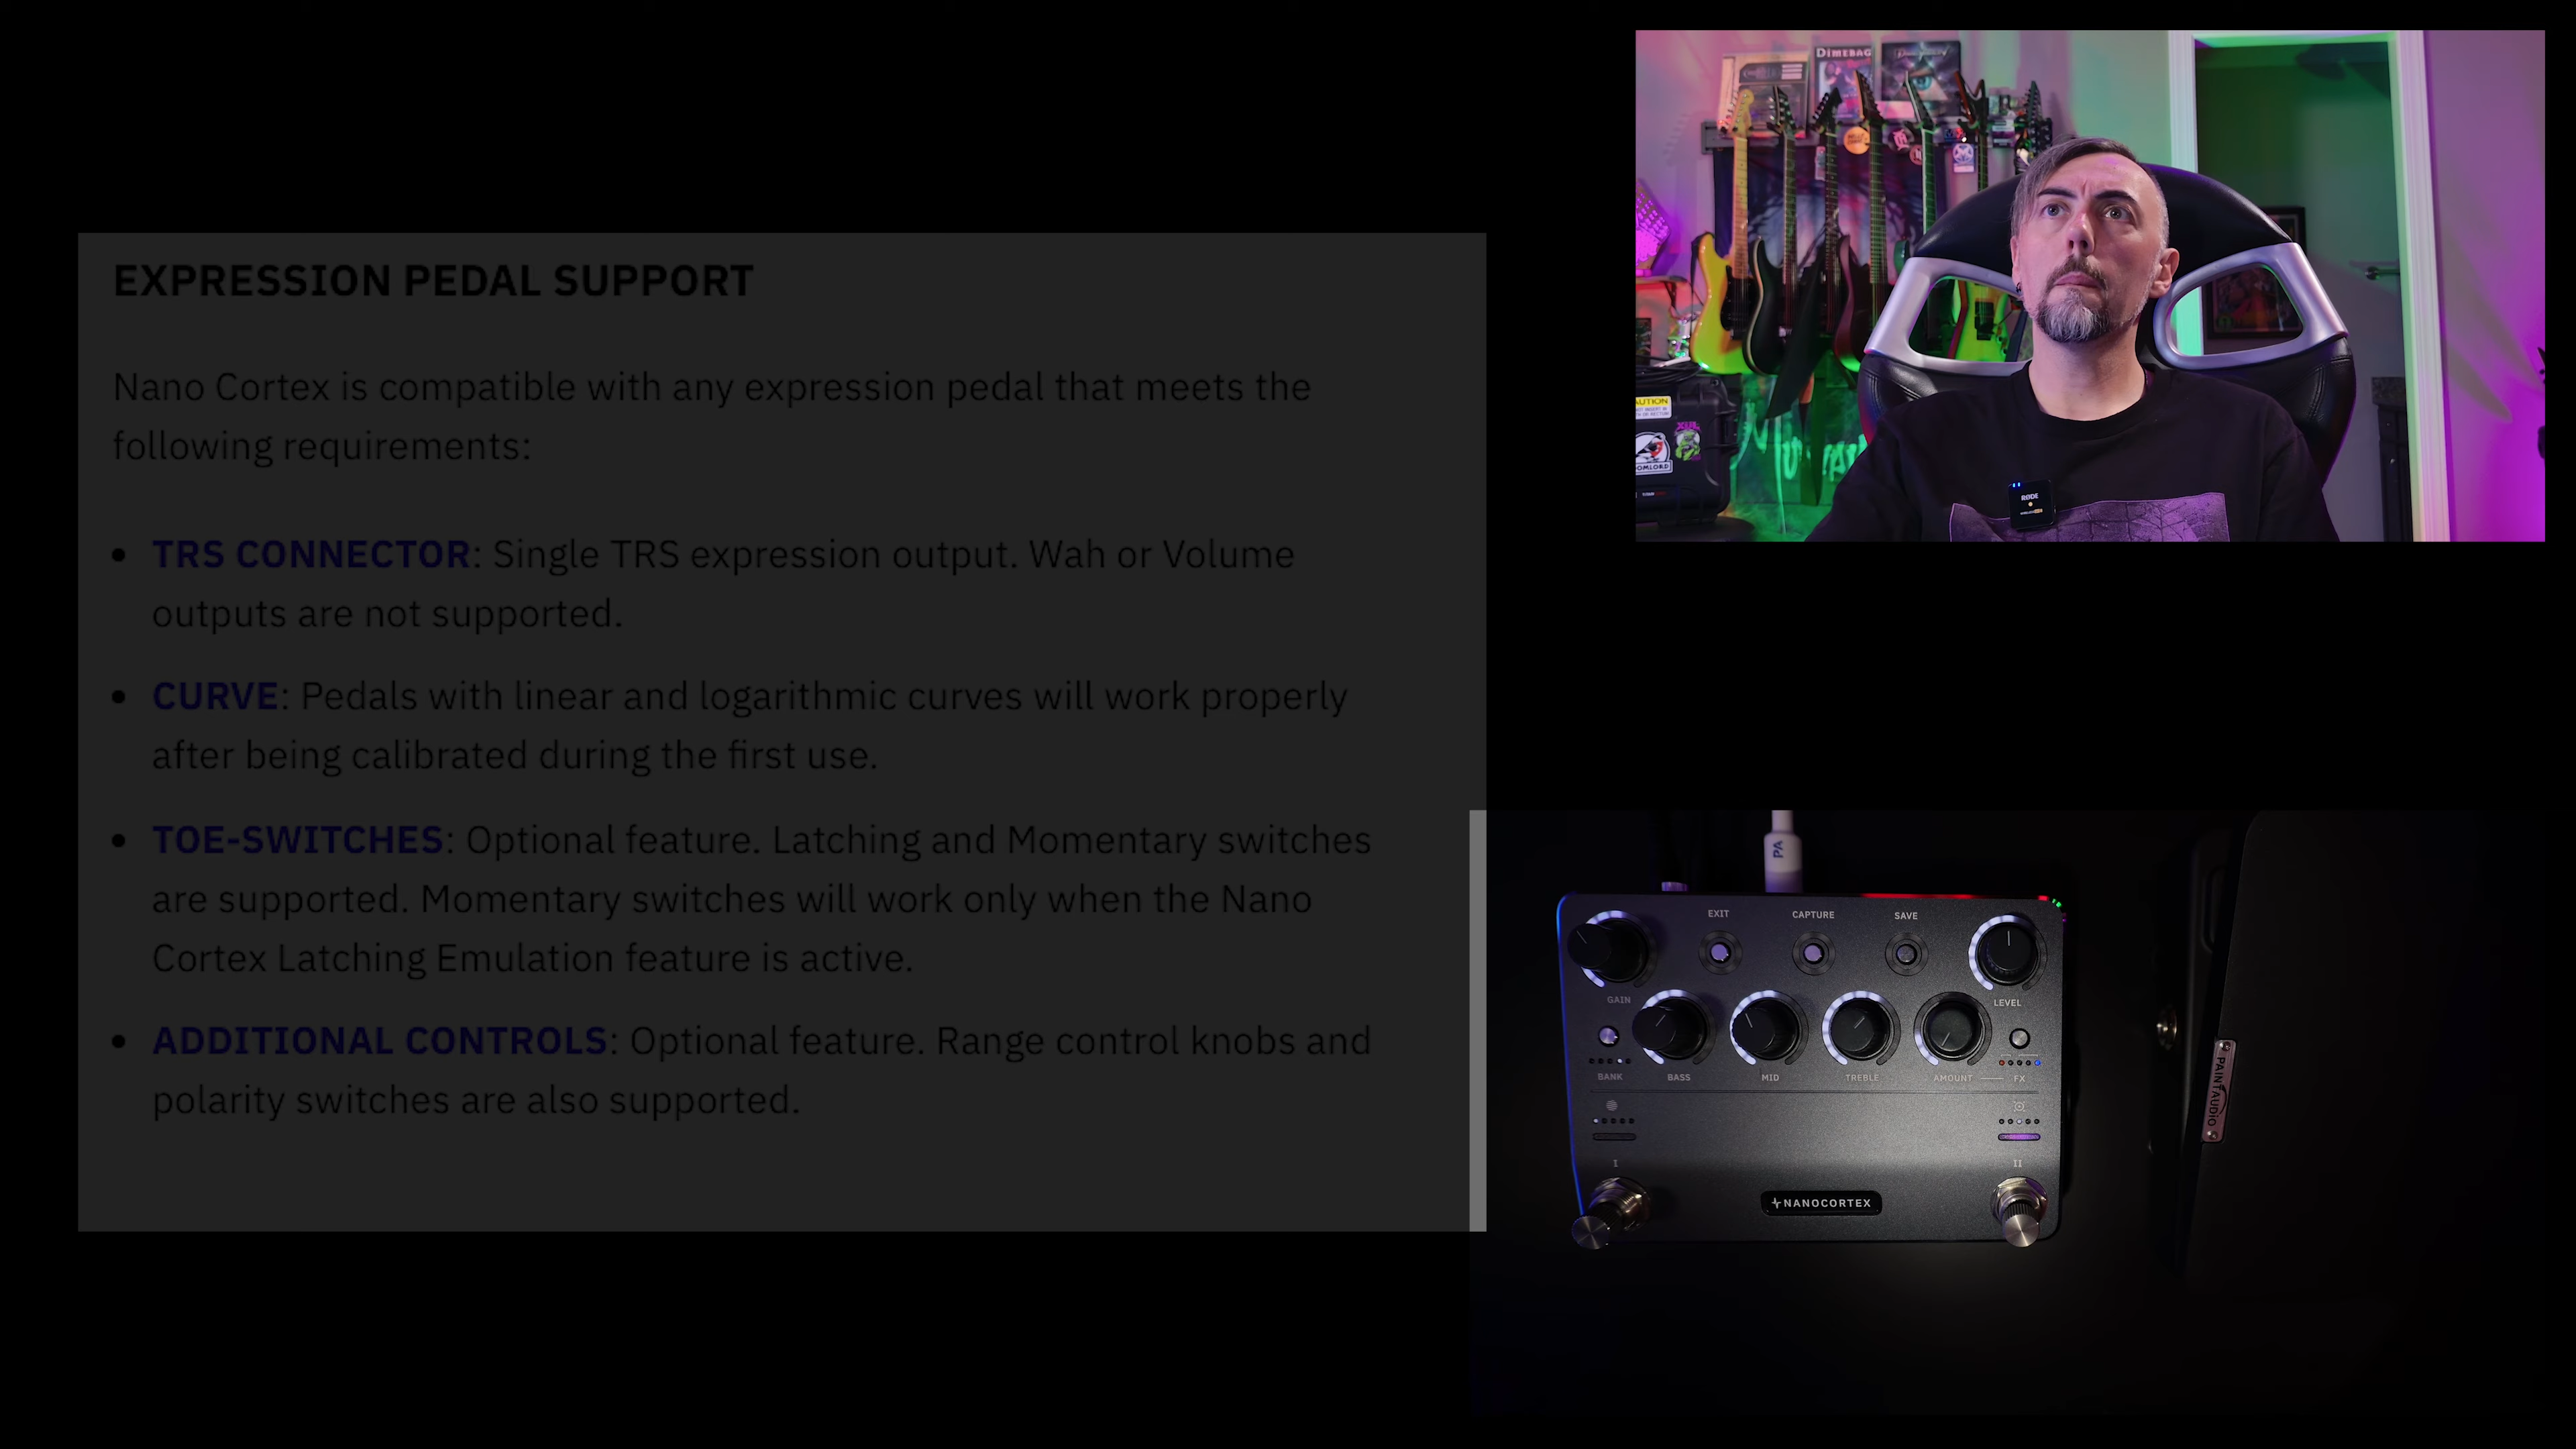 EXPRESSION PEDAL SUPPORT
Nano Cortex is compatible with any expression pedal that meets the
following requirements:
• TRS CONNECTOR: Single TRS expression output. Wah or Volume
outputs are not supported.
• CURVE: Pedals with linear and logarithmic curves will work properly
after being calibrated during the first use.
• TOE-SWITCHES: Optional feature. Latching and Momentary switches
are supported. Momentary switches will work only when the Nano
Cortex Latching Emulation feature is active.
• ADDITIONAL CONTROLS: Optional feature. Range control knobs and
polarity switches are also supported.
DIMEBAG
RØDE
PA
EXIT CAPTURE SAVE
GAIN LEVEL
BANK BASS MID TREBLE AMOUNT FX
I II
NANOCORTEX
PAINT AUDIO